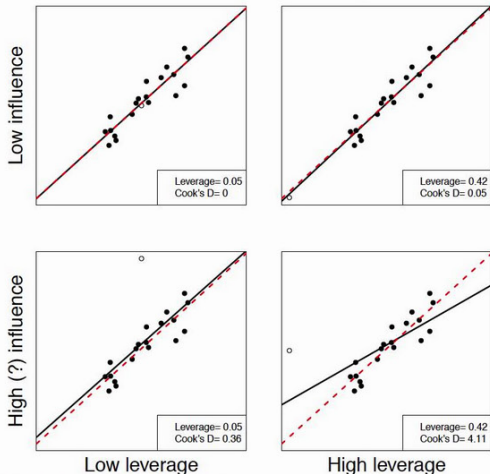 Low influence
Leverage= 0.05
Cook's D= 0
Leverage= 0.42
Cook's D= 0.05
High (?) influence
Leverage= 0.05
Cook's D= 0.36
Leverage= 0.42
Cook's D= 4.11
Low leverage
High leverage